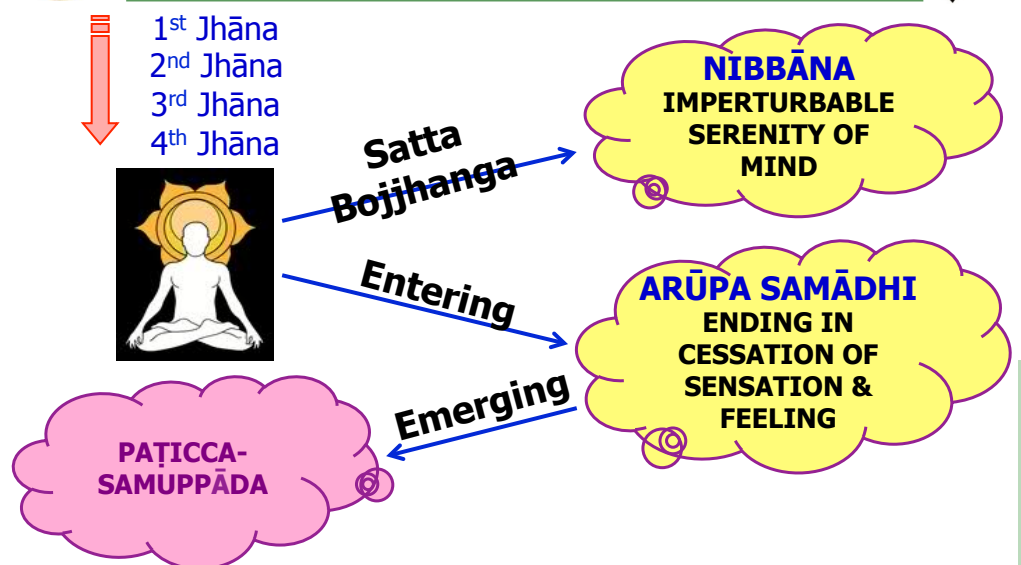 1st Jhāna
2nd Jhāna
3rd Jhāna
4th Jhāna
Satta
Bojjhanga
NIBBĀNA
IMPERTURBABLE
SERENITY OF
MIND
Entering
ARŪPA SAMĀDHI
ENDING IN
CESSATION OF
SENSATION &
FEELING
Emerging
PAṬICCA-
SAMUPPĀDA